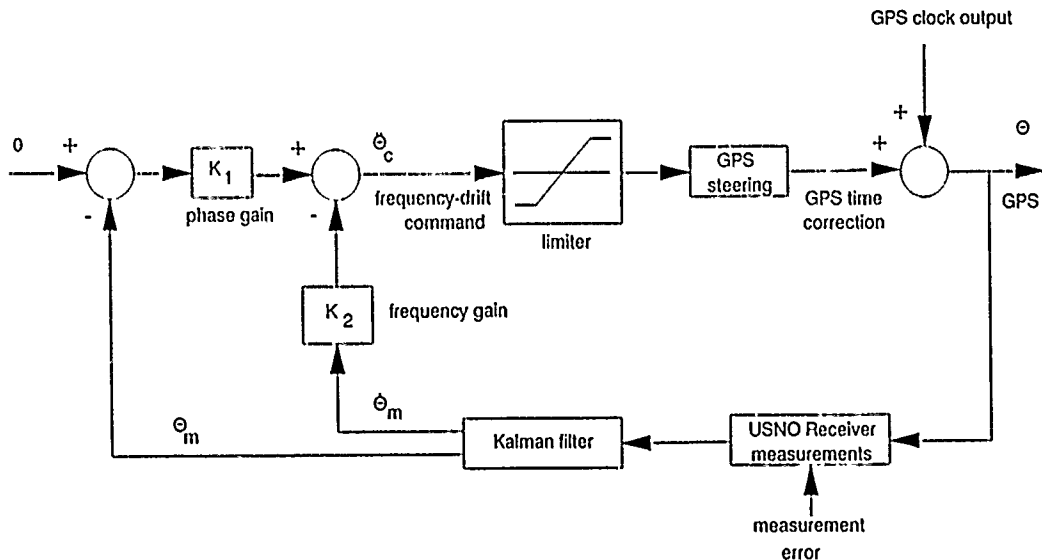 GPS clock output
+
0
+
-
K1
phase gain
+
-
Θ̈c
frequency-drift
command
limiter
GPS
steering
+
GPS time
correction
Θ
GPS
K2
frequency gain
Θ̇m
Θm
Kalman filter
USNO Receiver
measurements
measurement
error